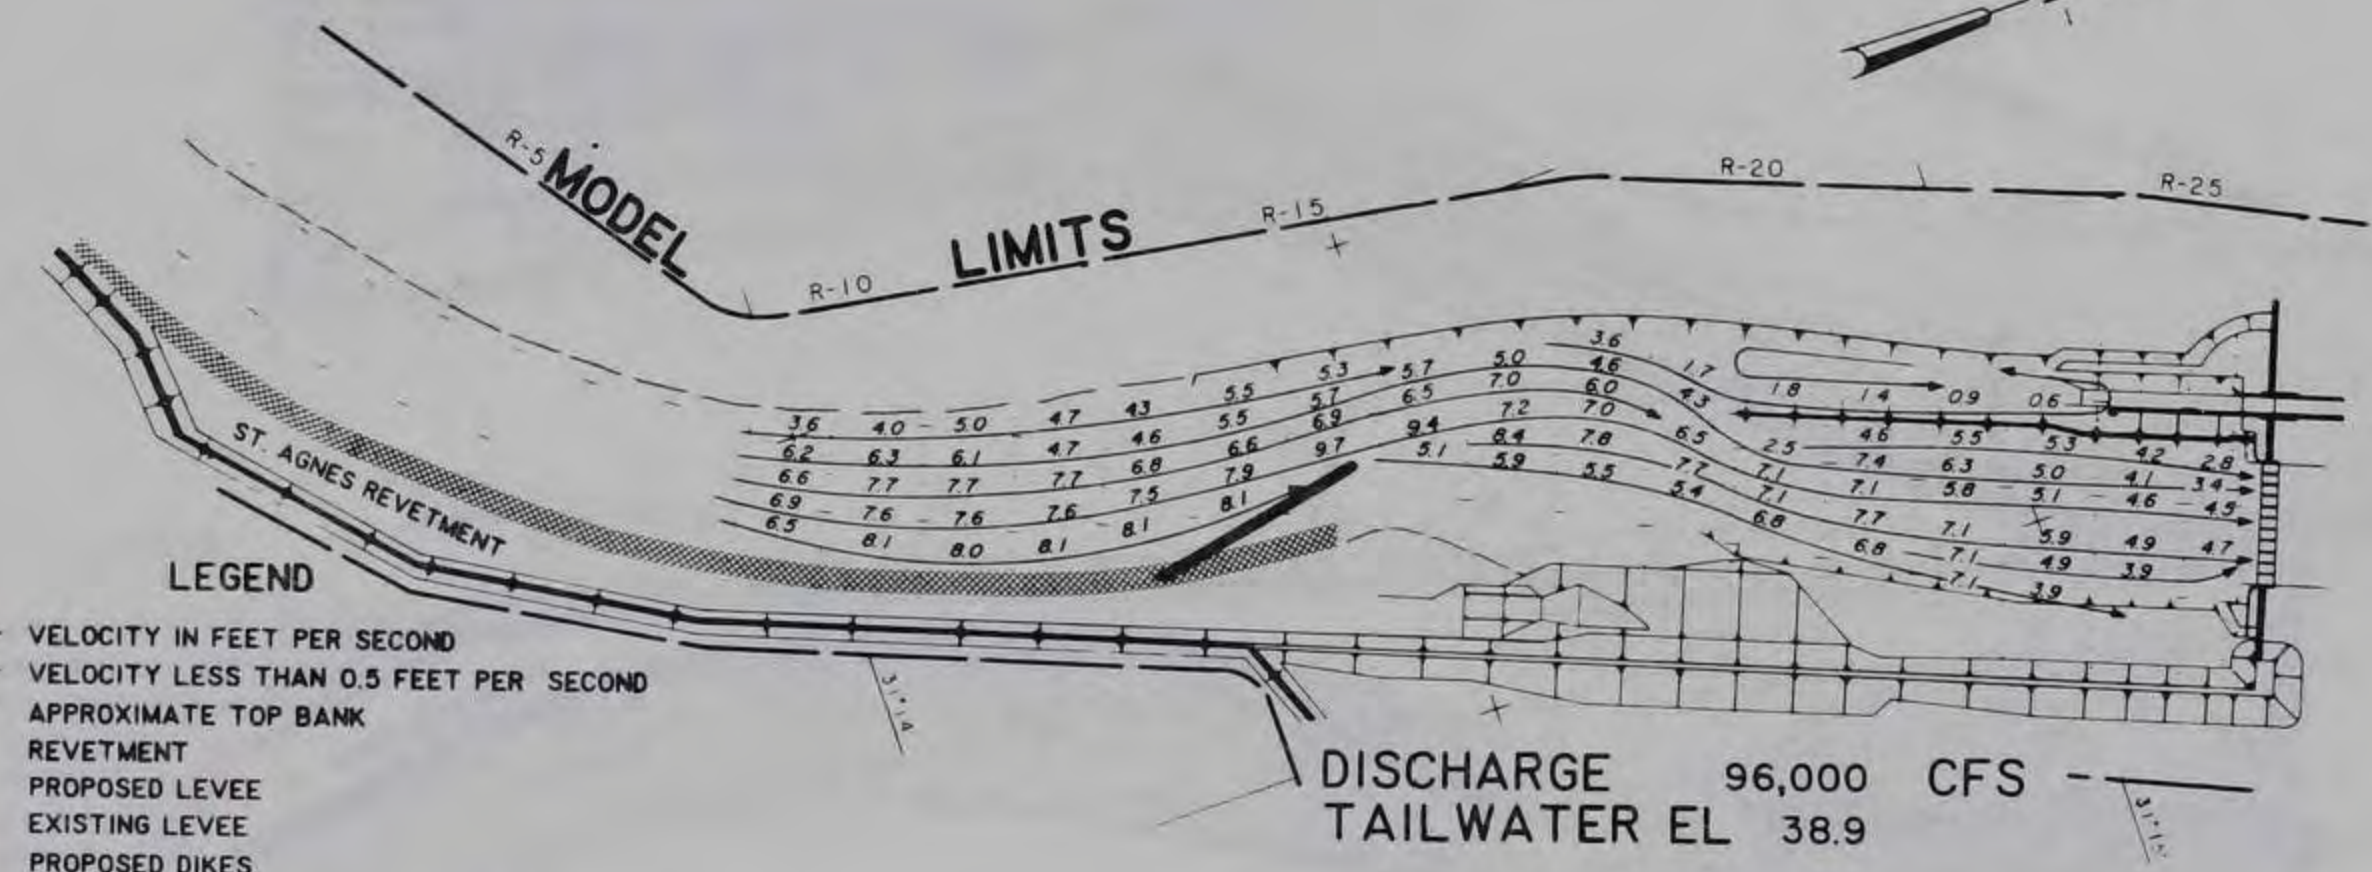 R-5
MODEL
LIMITS
R-10
R-15
R-20
R-25
3.6
5.3 5.7 5.0 4.6 1.7
3.6 4.0 5.0 4.7 4.3 5.5 5.7 6.5 7.0 6.0 4.3 1.8 1.4 0.9 0.6
6.2 6.3 6.1 4.7 4.6 5.5 6.9 9.4 7.2 7.0 6.5 2.5 4.6 5.5 5.3 4.2 2.8
6.6 7.7 7.7 7.7 6.8 6.6 9.7 5.1 8.4 7.8 7.7 7.1 7.4 6.3 5.0 4.1 3.4
6.9 7.6 7.6 7.6 7.5 7.9 5.9 5.5 5.4 7.1 7.1 5.8 5.1 4.6 4.5
6.5 8.1 8.0 8.1 8.1 8.1 6.8 7.7 7.1 5.9 4.9 4.7
6.8 7.1 4.9 3.9
7.1 3.9
ST. AGNES REVETMENT
LEGEND
VELOCITY IN FEET PER SECOND
VELOCITY LESS THAN 0.5 FEET PER SECOND
APPROXIMATE TOP BANK
REVETMENT
PROPOSED LEVEE
EXISTING LEVEE
PROPOSED DIKES
31°14'
DISCHARGE 96,000 CFS
TAILWATER EL 38.9
31°15'